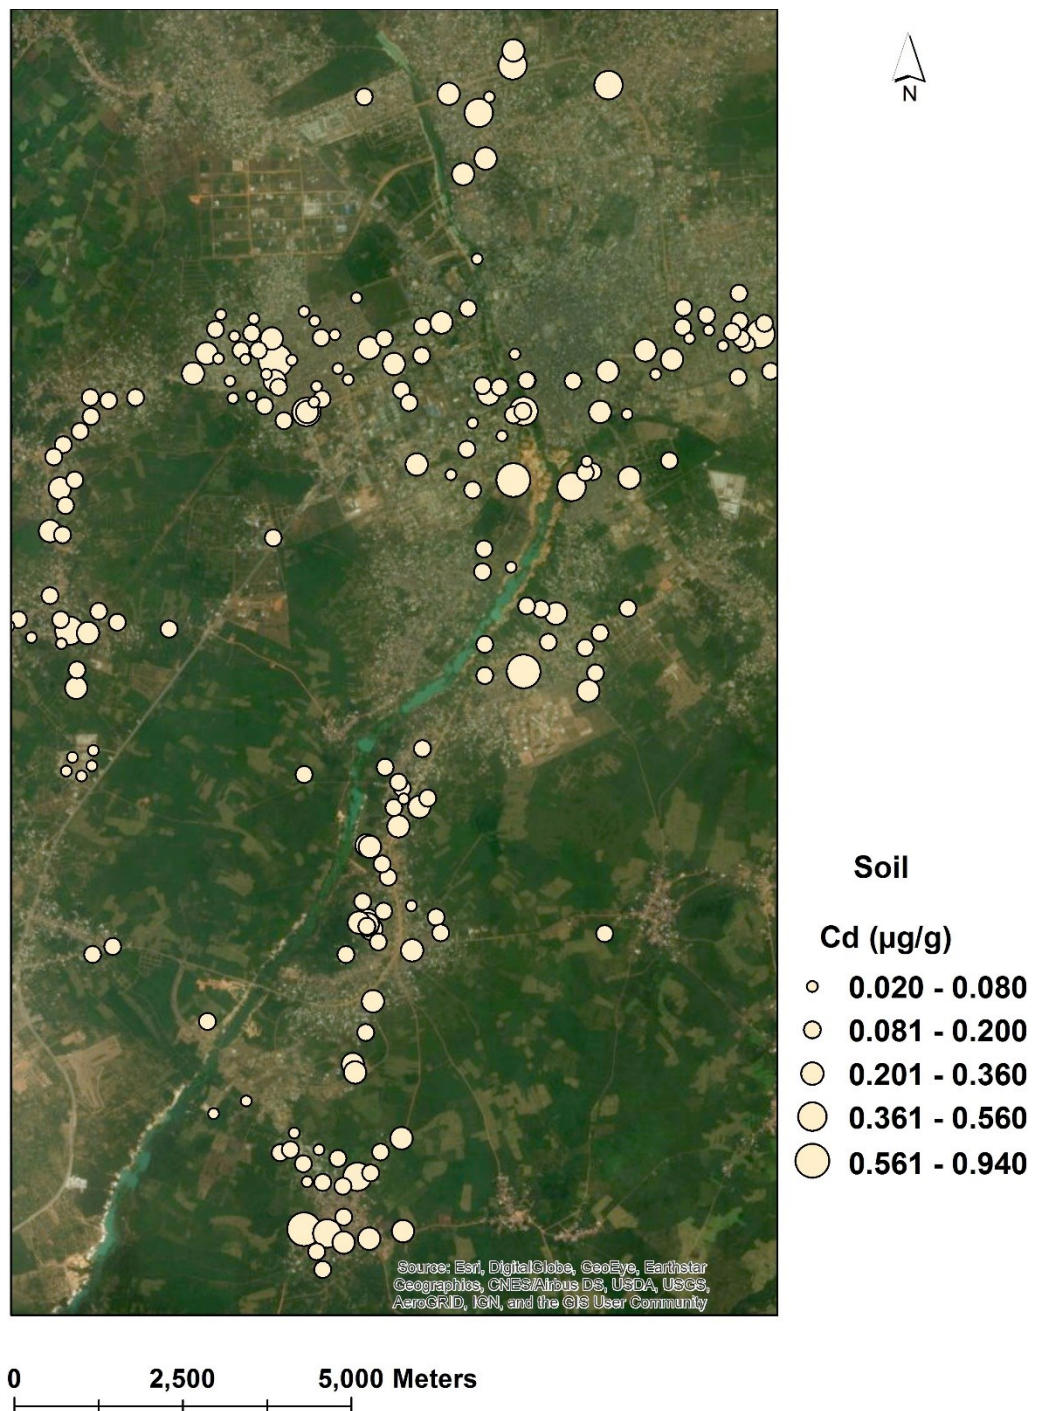 N
Soil
Cd (µg/g)
0.020 - 0.080
0.081 - 0.200
0.201 - 0.360
0.361 - 0.560
0.561 - 0.940
Source: Esri, DigitalGlobe, GeoEye, Earthstar
Geographics, CNES/Airbus DS, USDA, USGS,
AeroGRID, IGN, and the GIS User Community
0 2,500 5,000 Meters